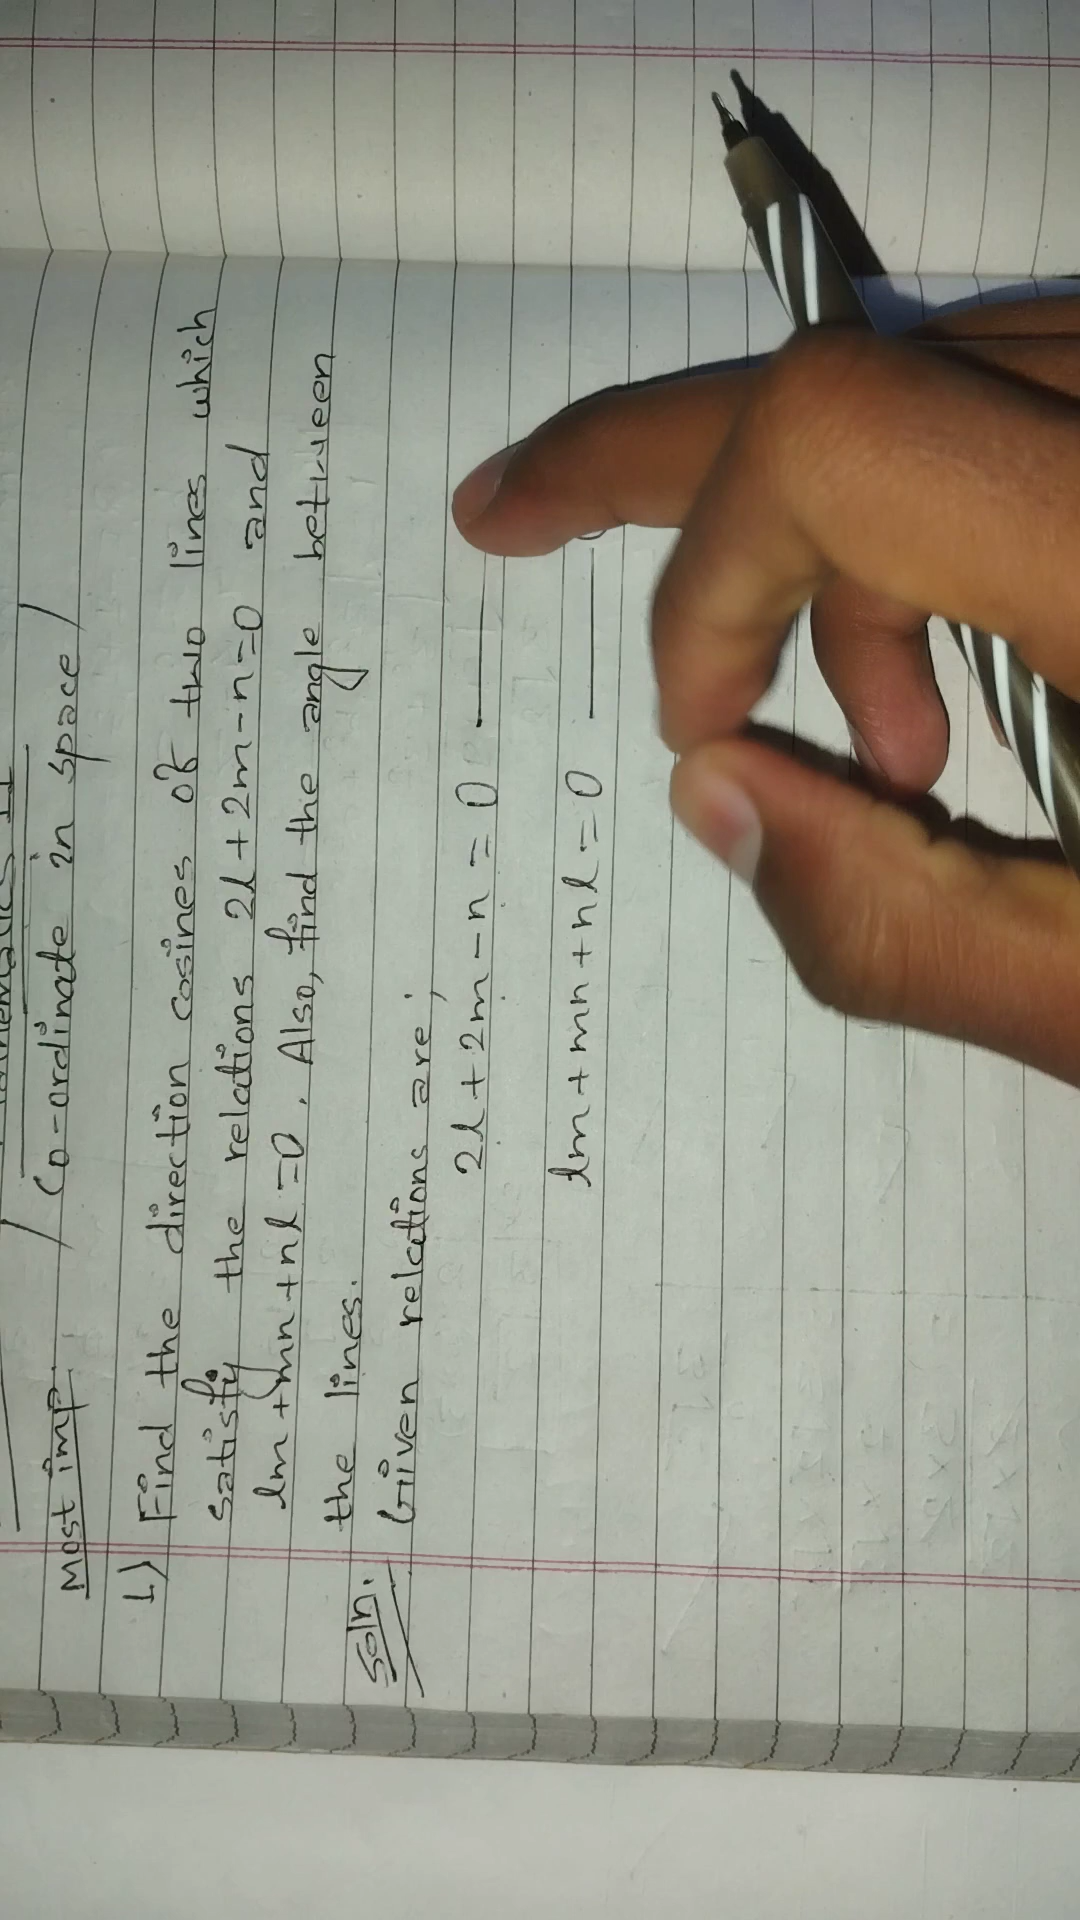 Most imp
/ Co-ordinate in space /
1) Find the direction cosines of two lines which
satisfy the relations 2l + 2m - n = 0 and
lm + mn + nl = 0. Also, find the angle between
the lines.
Soln. Given relations are,
2l + 2m - n = 0
lm + mn + nl = 0